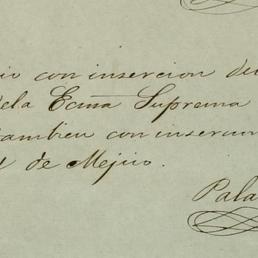 con insercion de
dela Ecma Suprema
tambien con insercion
de Mejico.
Pala